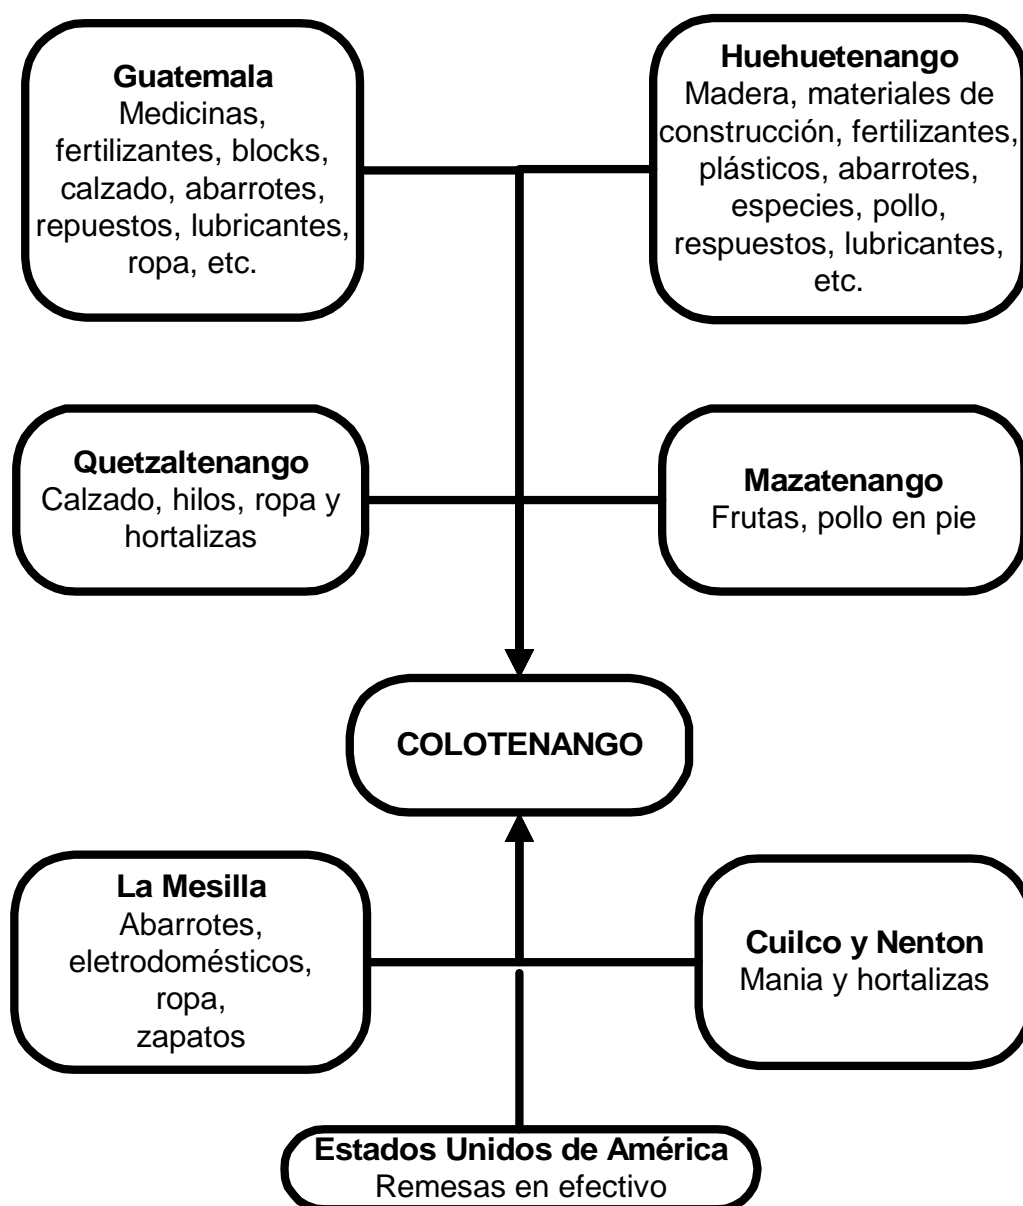 Guatemala
Medicinas,
fertilizantes, blocks,
calzado, abarrotes,
repuestos, lubricantes,
ropa, etc.
Huehuetenango
Madera, materiales de
construcción, fertilizantes,
plásticos, abarrotes,
especies, pollo,
respuestos, lubricantes,
etc.
Quetzaltenango
Calzado, hilos, ropa y
hortalizas
Mazatenango
Frutas, pollo en pie
COLOTENANGO
La Mesilla
Abarrotes,
eletrodomésticos,
ropa,
zapatos
Cuilco y Nenton
Mania y hortalizas
Estados Unidos de América
Remesas en efectivo